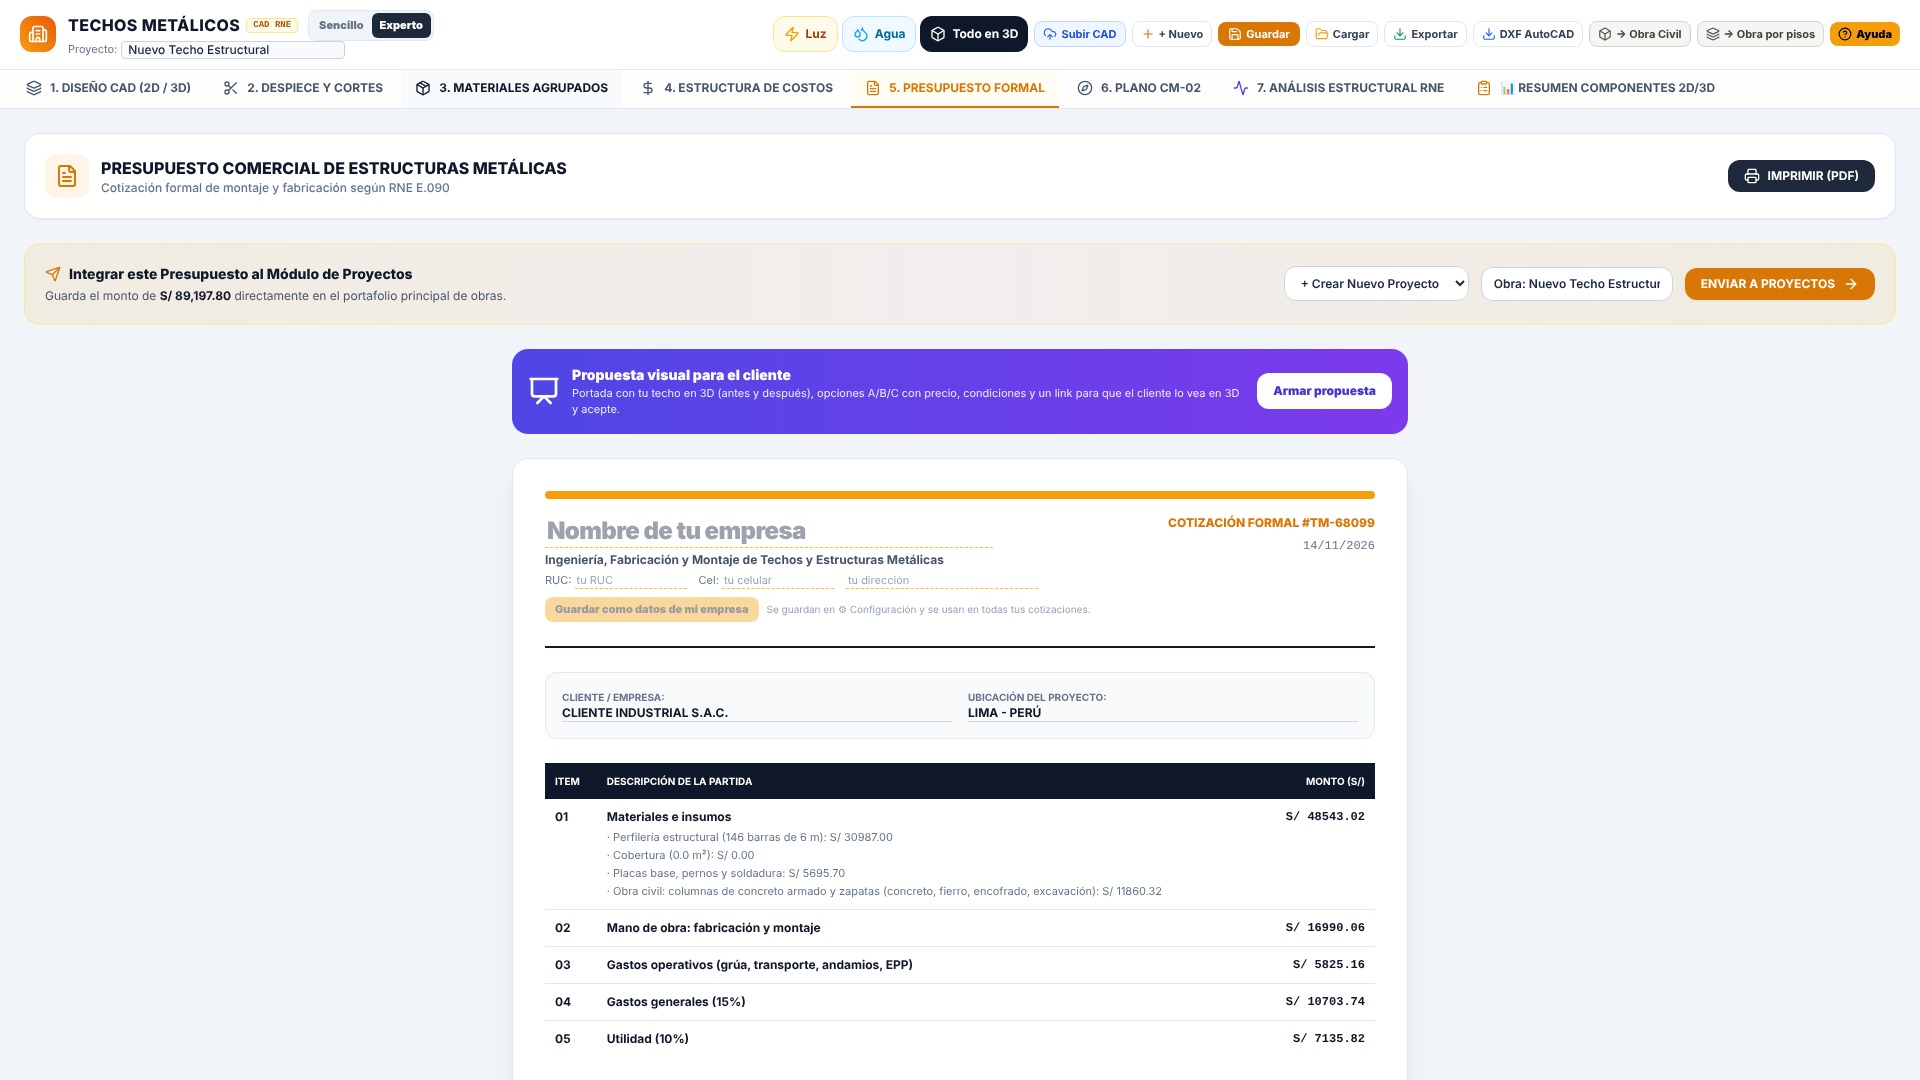 TECHOS METÁLICOS CAD RNE Sencillo Experto
Proyecto: Nuevo Techo Estructural
Luz Agua Todo en 3D Subir CAD + Nuevo Guardar Cargar Exportar DXF AutoCAD → Obra Civil → Obra por pisos Ayuda
1. DISEÑO CAD (2D / 3D) 2. DESPIECE Y CORTES 3. MATERIALES AGRUPADOS 4. ESTRUCTURA DE COSTOS 5. PRESUPUESTO FORMAL 6. PLANO CM-02 7. ANÁLISIS ESTRUCTURAL RNE 📊 RESUMEN COMPONENTES 2D/3D
PRESUPUESTO COMERCIAL DE ESTRUCTURAS METÁLICAS
Cotización formal de montaje y fabricación según RNE E.090
IMPRIMIR (PDF)
Integrar este Presupuesto al Módulo de Proyectos
Guarda el monto de S/ 89,197.80 directamente en el portafolio principal de obras.
+ Crear Nuevo Proyecto
Obra: Nuevo Techo Estructur
ENVIAR A PROYECTOS →
Propuesta visual para el cliente
Portada con tu techo en 3D (antes y después), opciones A/B/C con precio, condiciones y un link para que el cliente lo vea en 3D
y acepte.
Armar propuesta
Nombre de tu empresa
COTIZACIÓN FORMAL #TM-68099
14/11/2026
Ingeniería, Fabricación y Montaje de Techos y Estructuras Metálicas
RUC: tu RUC Cel: tu celular tu dirección
Guardar como datos de mi empresa Se guardan en ⚙ Configuración y se usan en todas tus cotizaciones.
CLIENTE / EMPRESA:
CLIENTE INDUSTRIAL S.A.C.
UBICACIÓN DEL PROYECTO:
LIMA - PERÚ
ITEM DESCRIPCIÓN DE LA PARTIDA MONTO (S/)
01 Materiales e insumos S/ 48543.02
· Perfilería estructural (146 barras de 6 m): S/ 30987.00
· Cobertura (0.0 m²): S/ 0.00
· Placas base, pernos y soldadura: S/ 5695.70
· Obra civil: columnas de concreto armado y zapatas (concreto, fierro, encofrado, excavación): S/ 11860.32
02 Mano de obra: fabricación y montaje S/ 16990.06
03 Gastos operativos (grúa, transporte, andamios, EPP) S/ 5825.16
04 Gastos generales (15%) S/ 10703.74
05 Utilidad (10%) S/ 7135.82